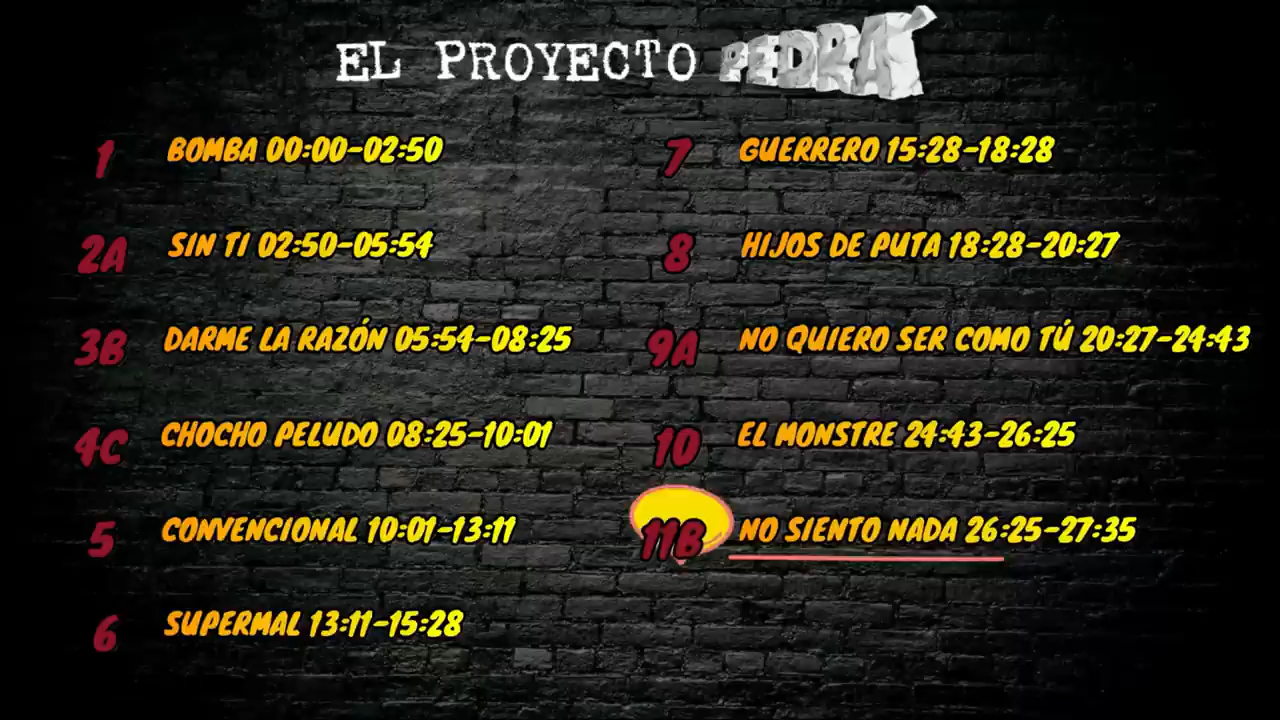 EL PROYECTO PEDRÁ
1 BOMBA 00:00-02:50
2A SIN TI 02:50-05:54
3B DARME LA RAZÓN 05:54-08:25
4C CHOCHO PELUDO 08:25-10:01
5 CONVENCIONAL 10:01-13:11
6 SUPERMAL 13:11-15:28
7 GUERRERO 15:28-18:28
8 HIJOS DE PUTA 18:28-20:27
9A NO QUIERO SER COMO TÚ 20:27-24:43
10 EL MONSTRE 24:43-26:25
11B NO SIENTO NADA 26:25-27:35